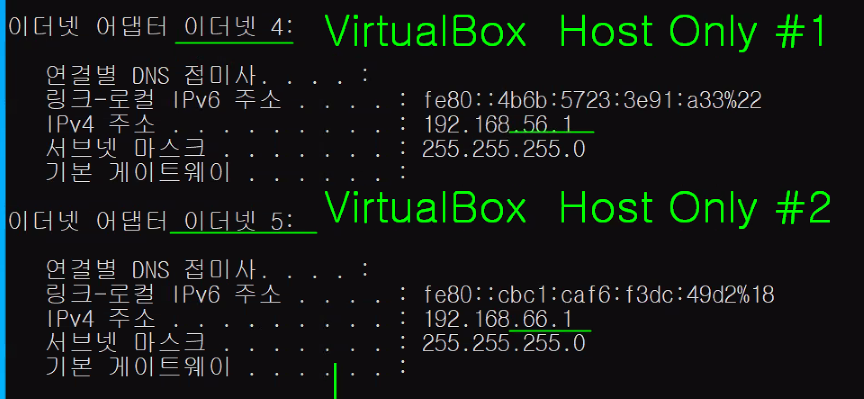 이더넷 어댑터 이더넷 4: VirtualBox Host Only #1
연결별 DNS 접미사. . . . :
링크-로컬 IPv6 주소 . . . . : fe80::4b6b:5723:3e91:a33%22
IPv4 주소 . . . . . . . . . : 192.168.56.1
서브넷 마스크 . . . . . . . : 255.255.255.0
기본 게이트웨이 . . . . . . :
이더넷 어댑터 이더넷 5: VirtualBox Host Only #2
연결별 DNS 접미사. . . . :
링크-로컬 IPv6 주소 . . . . : fe80::cbc1:caf6:f3dc:49d2%18
IPv4 주소 . . . . . . . . . : 192.168.66.1
서브넷 마스크 . . . . . . . : 255.255.255.0
기본 게이트웨이 . . . . . . :